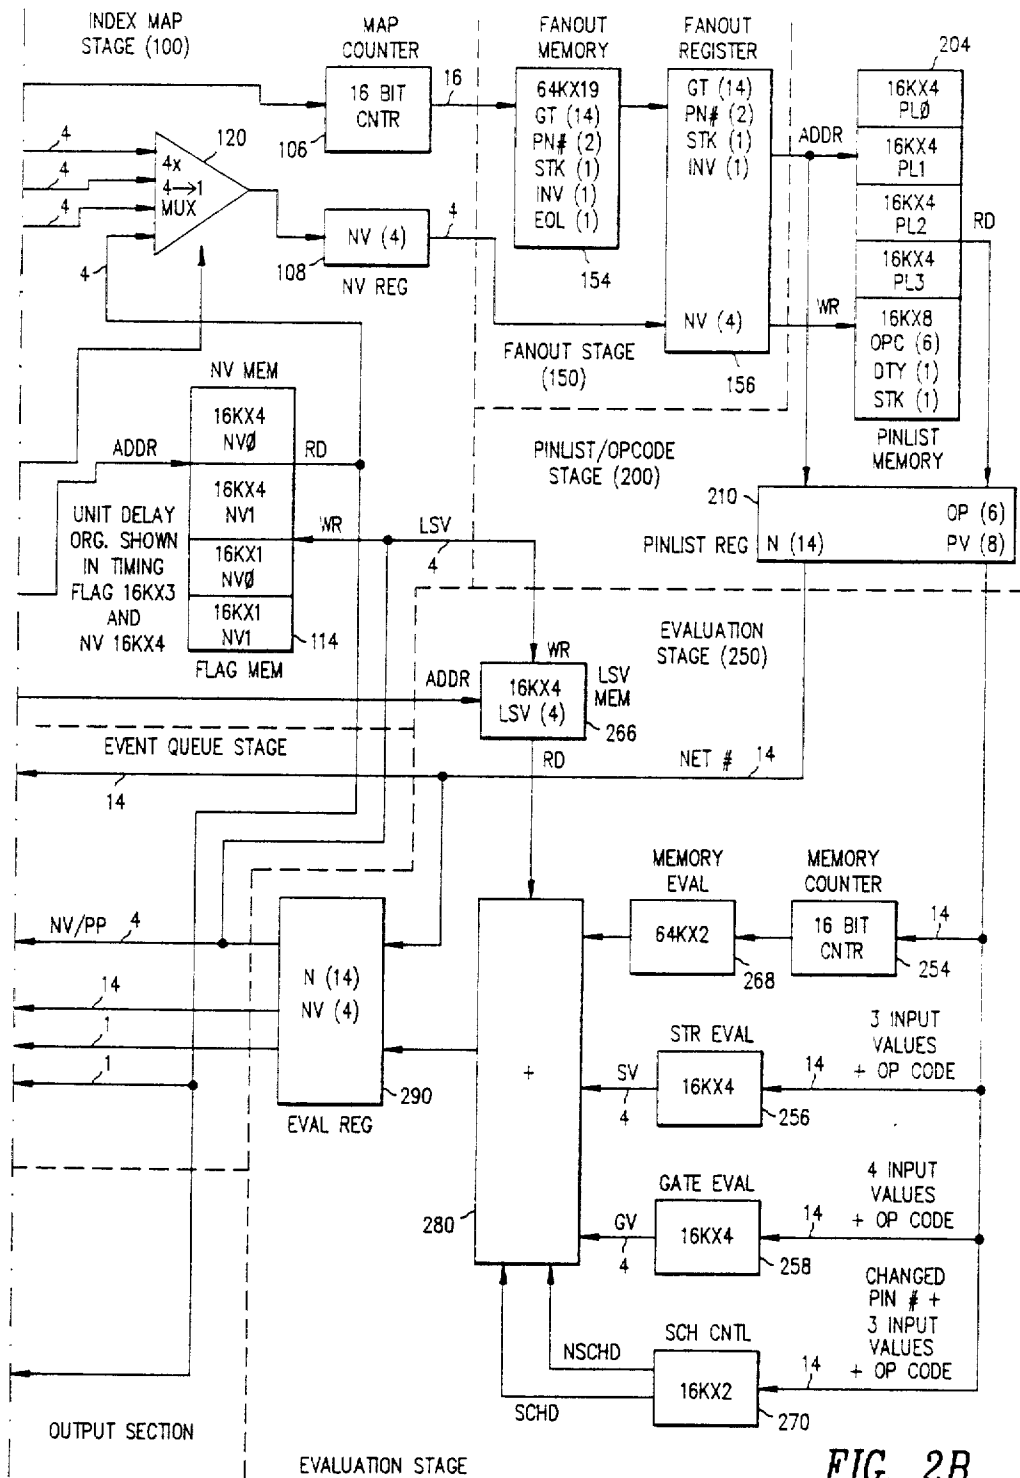 INDEX MAP
STAGE (100)
MAP
COUNTER
16 BIT
CNTR
106
16
FANOUT
MEMORY
64KX19
GT (14)
PN# (2)
STK (1)
INV (1)
EOL (1)
154
FANOUT
REGISTER
GT (14)
PN# (2)
STK (1)
INV (1)
NV (4)
156
ADDR
WR
204
16KX4
PLØ
16KX4
PL1
16KX4
PL2
16KX4
PL3
16KX8
OPC (6)
DTY (1)
STK (1)
PINLIST
MEMORY
RD
4
4
4
4
4x
4→1
MUX
120
NV (4)
108
NV REG
4
FANOUT STAGE
(150)
NV MEM
16KX4
NVØ
16KX4
NV1
16KX1
NVØ
16KX1
NV1
114
FLAG MEM
ADDR
RD
WR
UNIT DELAY
ORG. SHOWN
IN TIMING
FLAG 16KX3
AND
NV 16KX4
LSV
4
PINLIST/OPCODE
STAGE (200)
210
OP (6)
PINLIST REG
N (14)
PV (8)
EVALUATION
STAGE (250)
WR
ADDR
16KX4
LSV (4)
LSV
MEM
266
RD
EVENT QUEUE STAGE
14
NET #
14
MEMORY
EVAL
64KX2
268
MEMORY
COUNTER
16 BIT
CNTR
254
14
NV/PP
4
14
1
1
N (14)
NV (4)
290
EVAL REG
+
280
STR EVAL
SV
4
16KX4
256
14
3 INPUT
VALUES
+ OP CODE
GATE EVAL
GV
4
16KX4
258
14
4 INPUT
VALUES
+ OP CODE
CHANGED
PIN # +
3 INPUT
VALUES
+ OP CODE
14
SCH CNTL
NSCHD
16KX2
SCHD
270
OUTPUT SECTION
EVALUATION STAGE
FIG. 2B